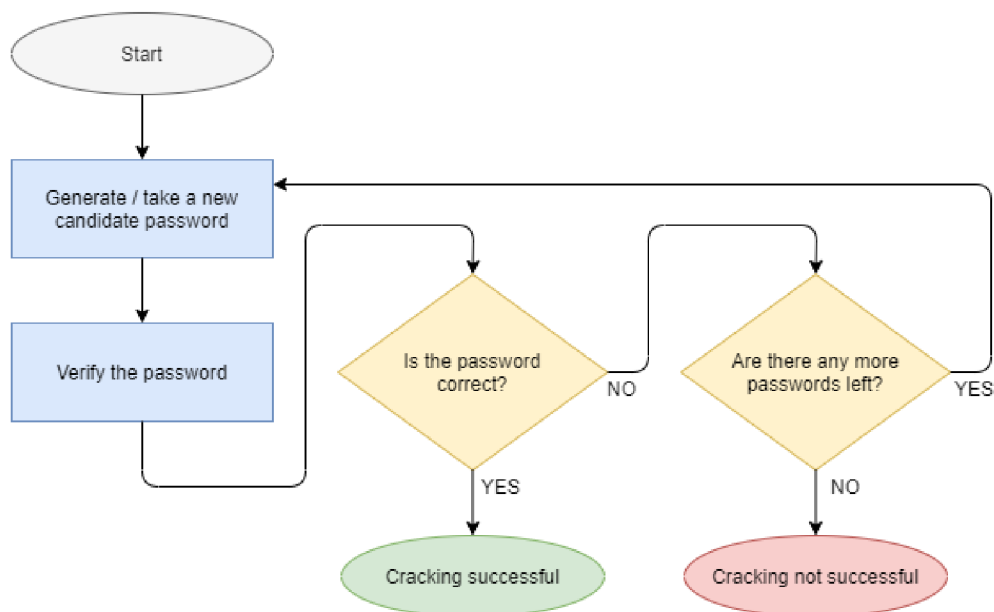 Start
Generate / take a new
candidate password
Verify the password
Is the password
correct?
NO
YES
Are there any more
passwords left?
YES
NO
Cracking successful
Cracking not successful